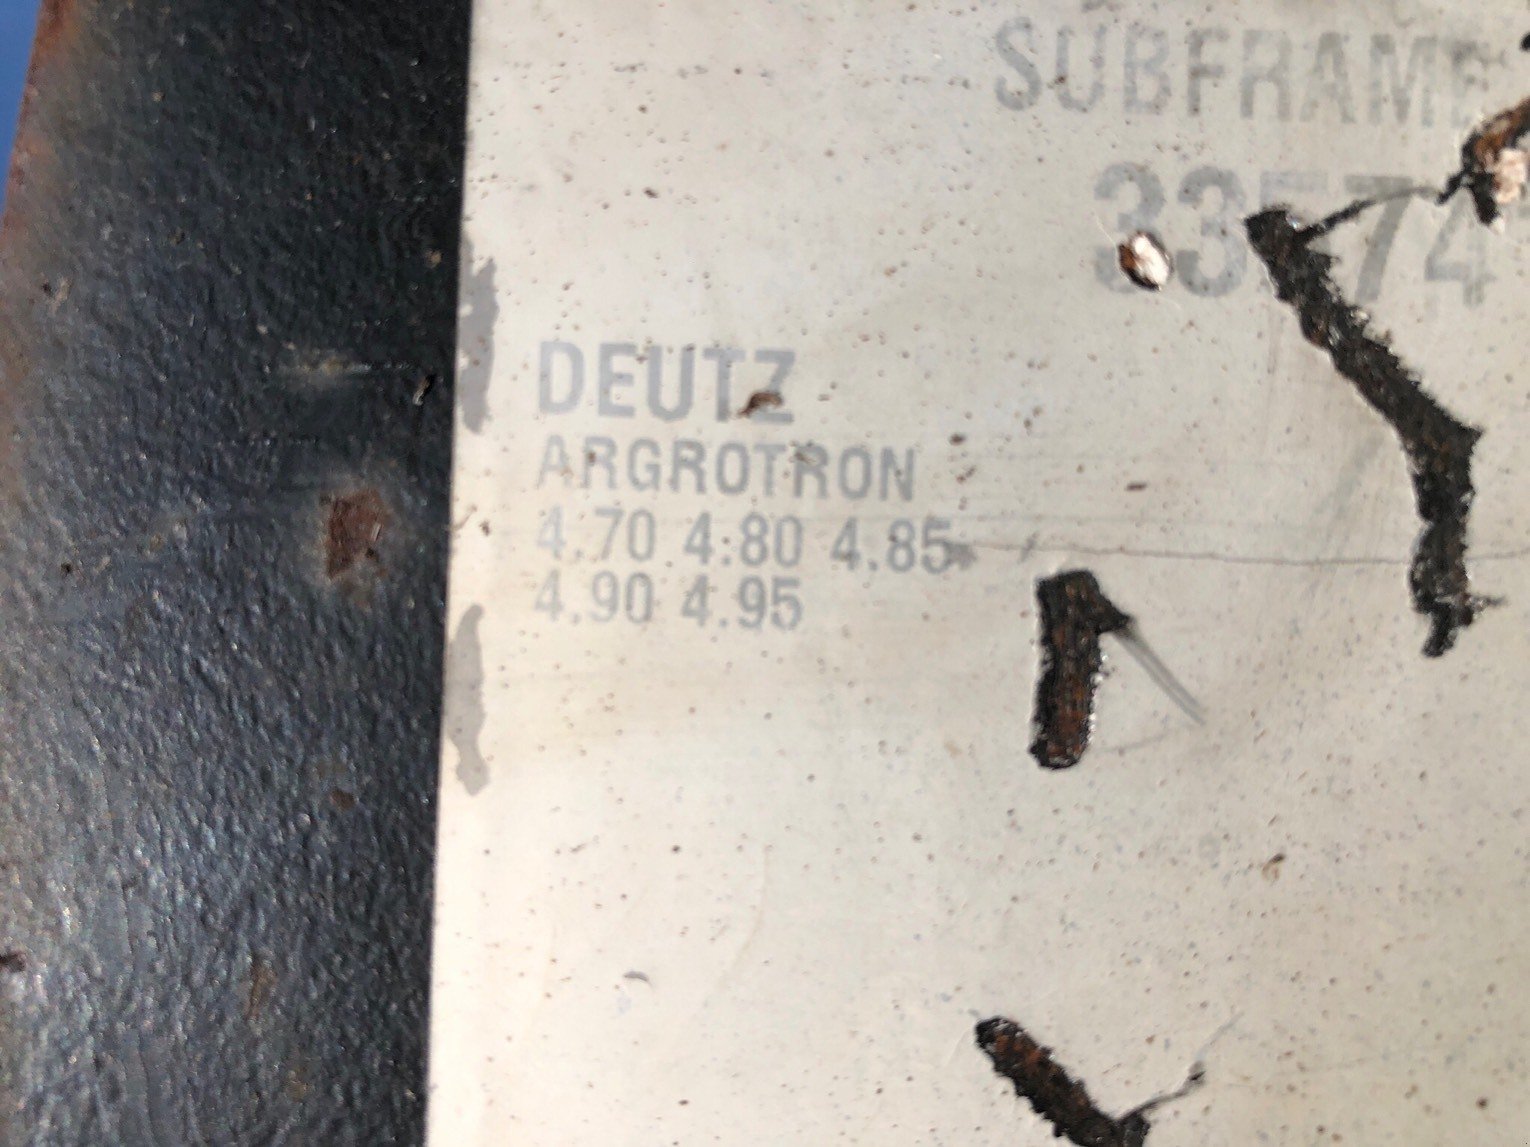 SUBFRAME
DEUTZ
ARGROTRON
4.70 4.80 4.85
4.90 4.95